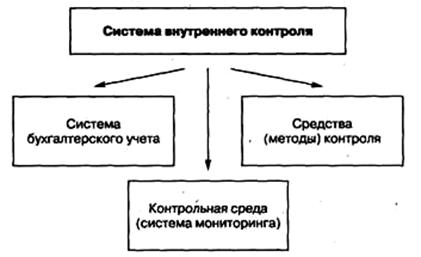 Система внутреннего контроля
Система
бухгалтерского учета
Средства
(методы) контроля
Контрольная среда
(система мониторинга)